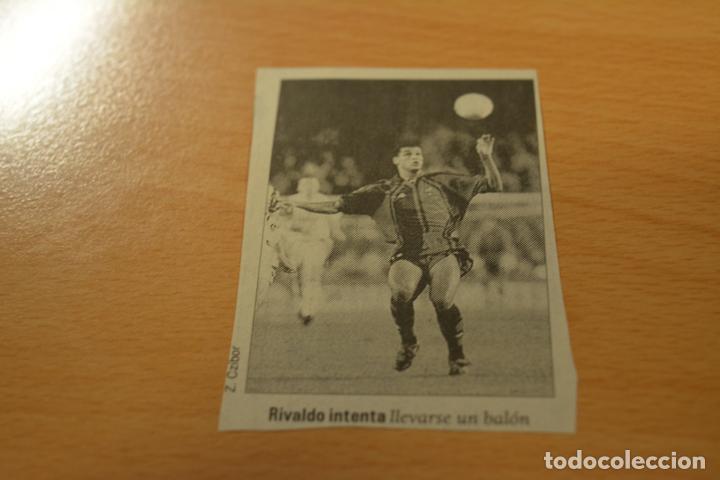 Z. Czibor
Rivaldo intenta llevarse un balón
todocoleccion